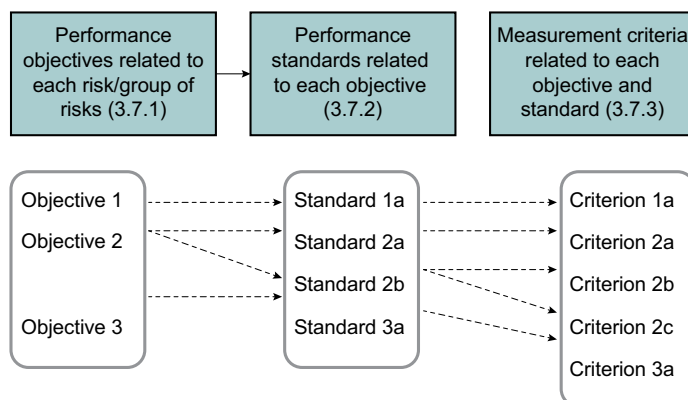 Performance
objectives related to
each risk/group of
risks (3.7.1)
Performance
standards related
to each objective
(3.7.2)
Measurement criteria
related to each
objective and
standard (3.7.3)
Objective 1
Objective 2
Objective 3
Standard 1a
Standard 2a
Standard 2b
Standard 3a
Criterion 1a
Criterion 2a
Criterion 2b
Criterion 2c
Criterion 3a